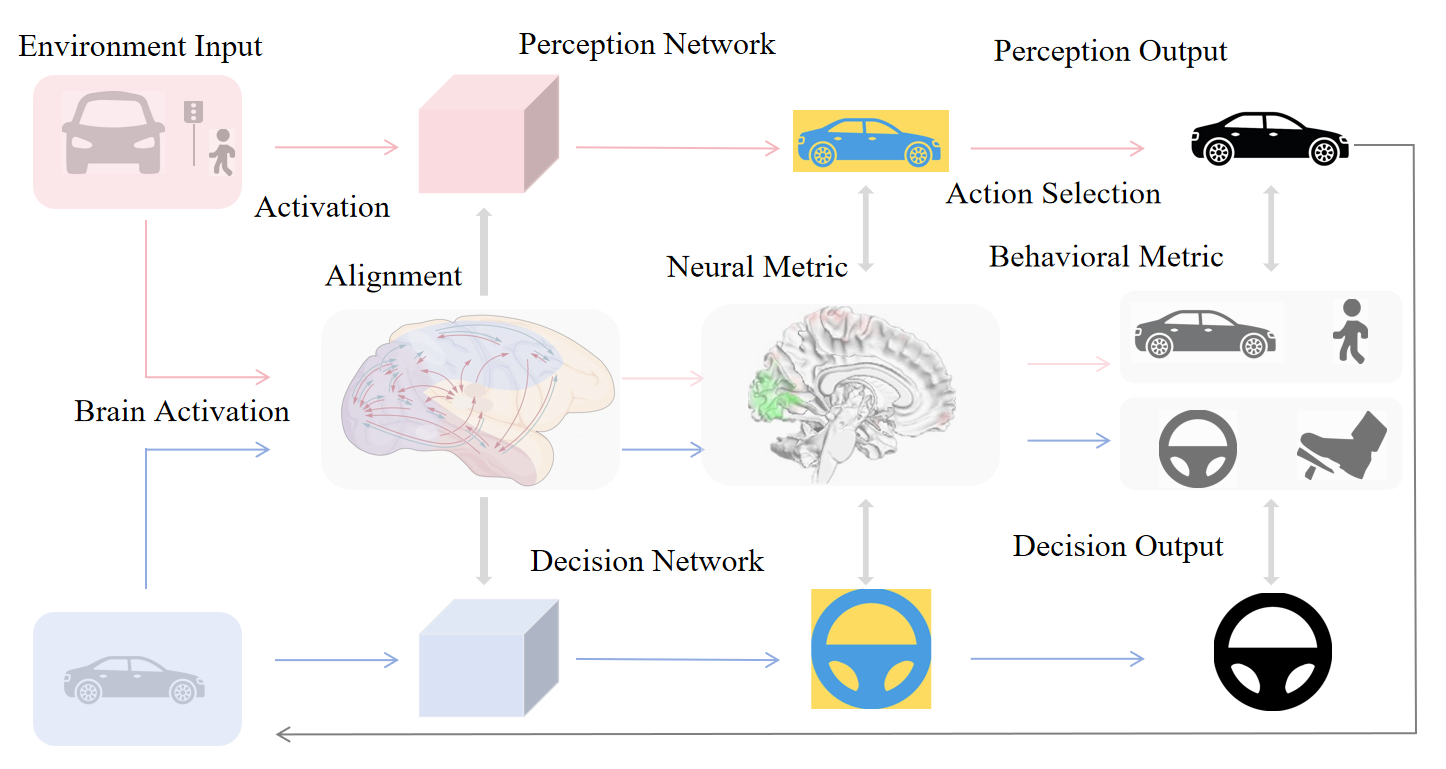 Environment Input
Perception Network
Perception Output
Activation
Action Selection
Alignment
Neural Metric
Behavioral Metric
Brain Activation
Decision Network
Decision Output